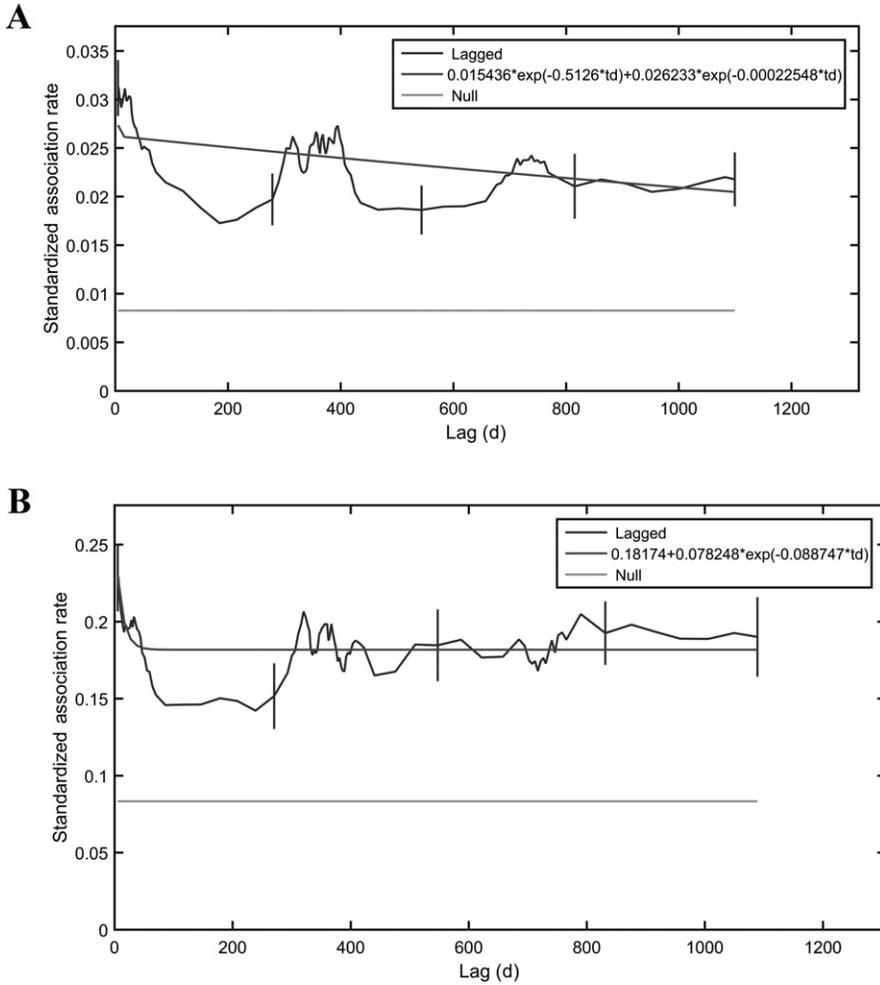 A
Standardized association rate
0.035
0.03
0.025
0.02
0.015
0.01
0.005
0
Lagged
0.015436*exp(-0.5126*td)+0.026233*exp(-0.00022548*td)
Null
0 200 400 600 800 1000 1200
Lag (d)
B
Standardized association rate
0.25
0.2
0.15
0.1
0.05
0
Lagged
0.18174+0.078248*exp(-0.088747*td)
Null
0 200 400 600 800 1000 1200
Lag (d)